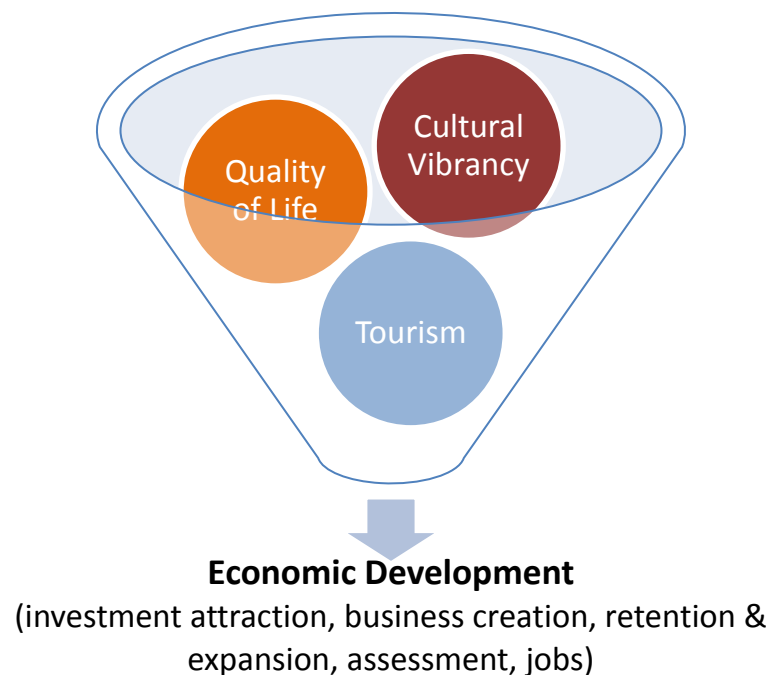 Cultural
Vibrancy
Quality
of Life
Tourism
Economic Development
(investment attraction, business creation, retention &
expansion, assessment, jobs)